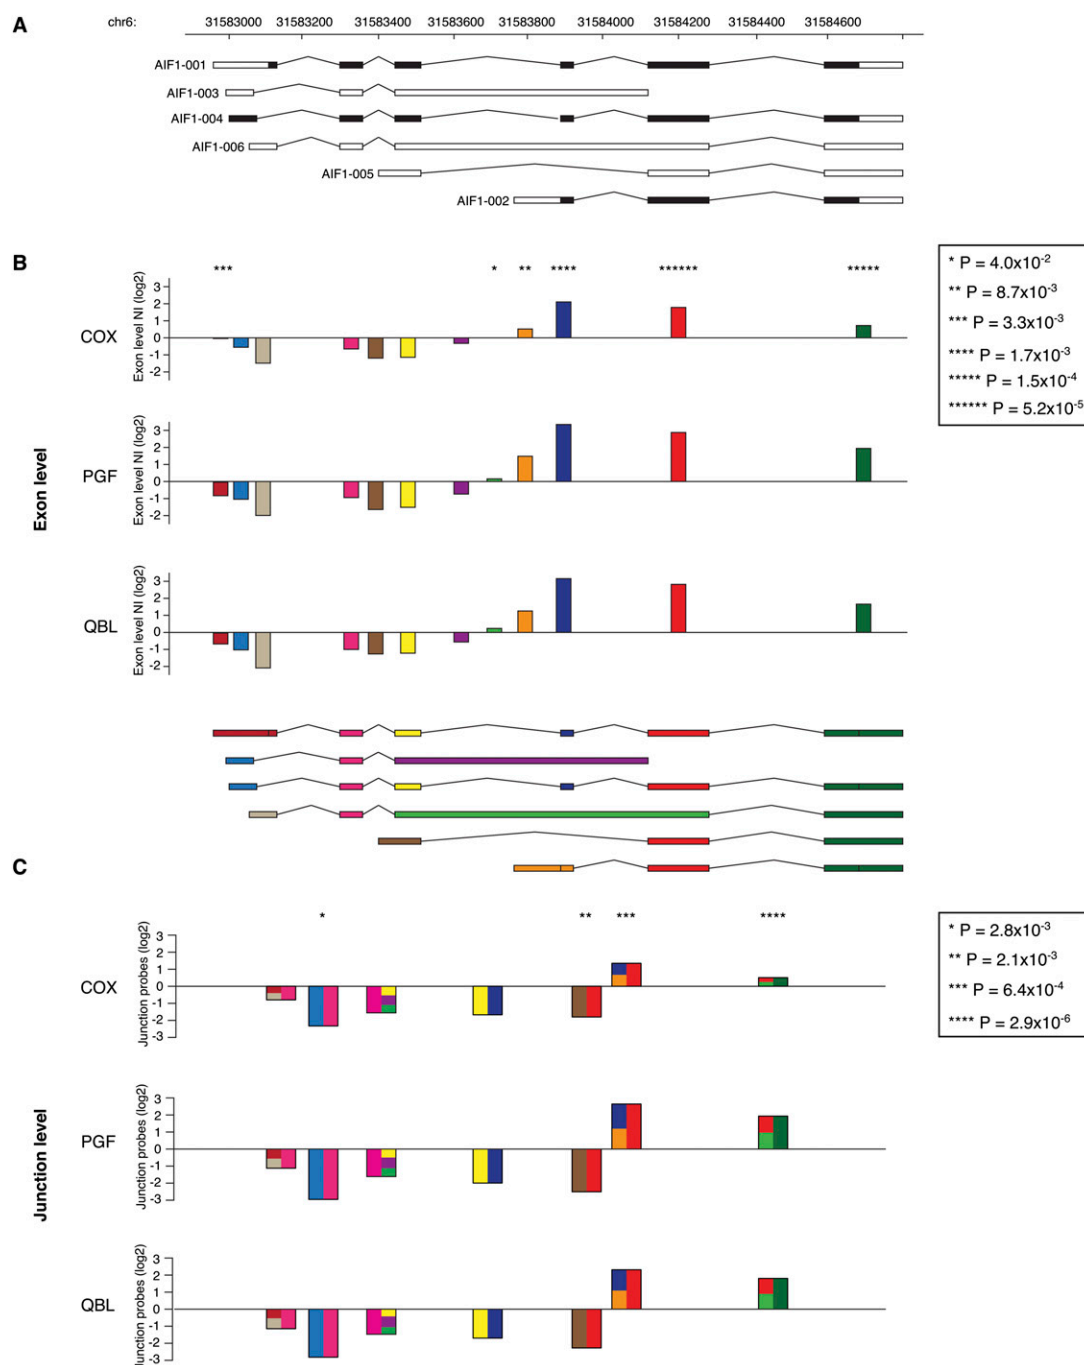 A
chr6: 31583000 31583200 31583400 31583600 31583800 31584000 31584200 31584400 31584600
AIF1-001
AIF1-003
AIF1-004
AIF1-006
AIF1-005
AIF1-002
B
*** * ** **** ****** *****
* P = 4.0x10-2
** P = 8.7x10-3
*** P = 3.3x10-3
**** P = 1.7x10-3
***** P = 1.5x10-4
****** P = 5.2x10-5
Exon level
COX
Exon level NI (log2)
3
2
1
0
-1
-2
PGF
Exon level NI (log2)
3
2
1
0
-1
-2
QBL
Exon level NI (log2)
3
2
1
0
-1
-2
C
* ** *** ****
* P = 2.8x10-3
** P = 2.1x10-3
*** P = 6.4x10-4
**** P = 2.9x10-6
Junction level
COX
Junction probes (log2)
3
2
1
0
-1
-2
-3
PGF
Junction probes (log2)
3
2
1
0
-1
-2
-3
QBL
Junction probes (log2)
3
2
1
0
-1
-2
-3